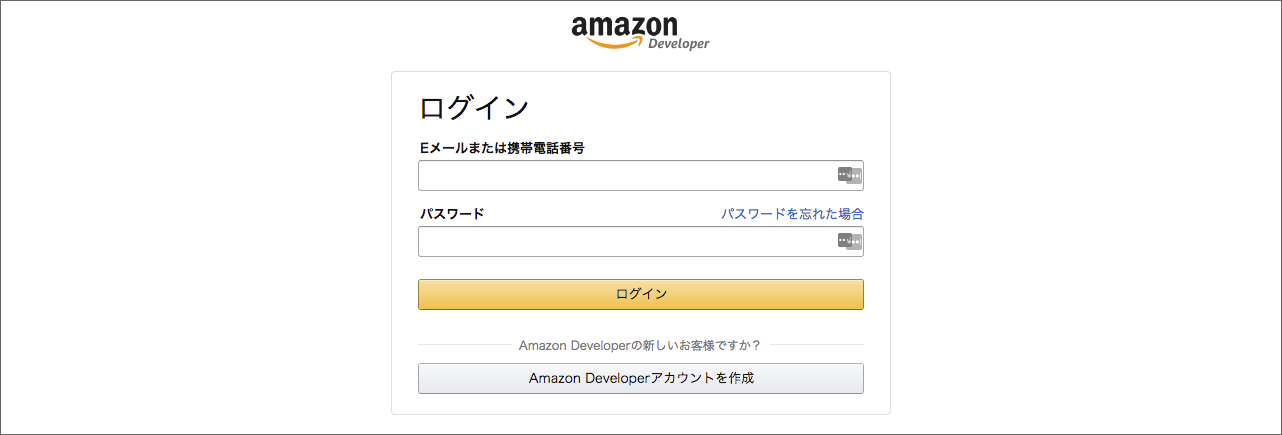 amazon
Developer
ログイン
Eメールまたは携帯電話番号
パスワード パスワードを忘れた場合
ログイン
Amazon Developerの新しいお客様ですか？
Amazon Developerアカウントを作成